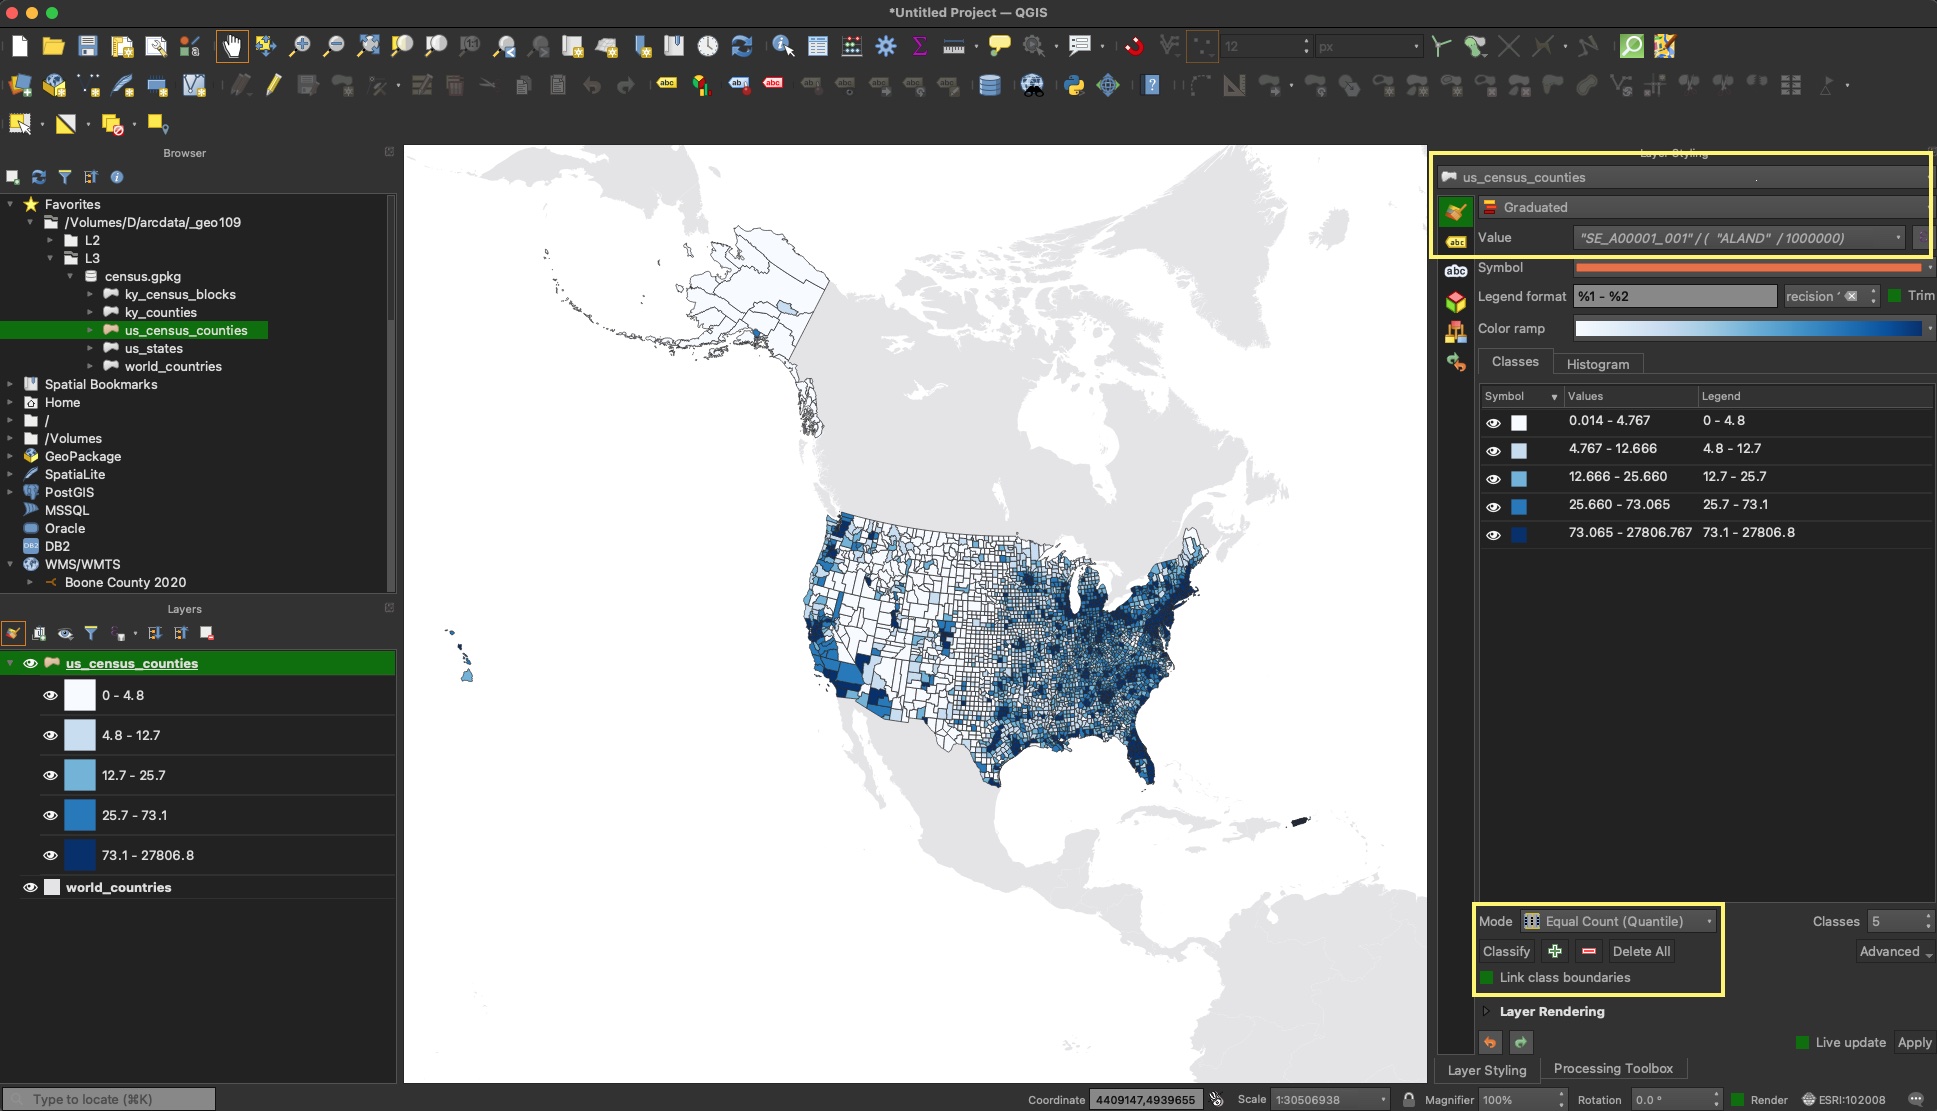 *Untitled Project — QGIS
12
px
Browser
Favorites
/Volumes/D/arcdata/_geo109
L2
L3
census.gpkg
ky_census_blocks
ky_counties
us_census_counties
us_states
world_countries
Spatial Bookmarks
Home
/
/Volumes
GeoPackage
SpatiaLite
PostGIS
MSSQL
Oracle
DB2
WMS/WMTS
Boone County 2020
Layers
us_census_counties
0 - 4.8
4.8 - 12.7
12.7 - 25.7
25.7 - 73.1
73.1 - 27806.8
world_countries
Layer Styling
us_census_counties
Graduated
Value "SE_A00001_001" / ( "ALAND" / 1000000)
Symbol
Legend format %1 - %2 recision Trim
Color ramp
Classes Histogram
Symbol Values Legend
0.014 - 4.767 0 - 4.8
4.767 - 12.666 4.8 - 12.7
12.666 - 25.660 12.7 - 25.7
25.660 - 73.065 25.7 - 73.1
73.065 - 27806.767 73.1 - 27806.8
Mode Equal Count (Quantile) Classes 5
Classify Delete All Advanced
Link class boundaries
Layer Rendering
Live update Apply
Layer Styling Processing Toolbox
Type to locate (⌘K) Coordinate 4409147,4939655 Scale 1:30506938 Magnifier 100% Rotation 0.0 ° Render ESRI:102008